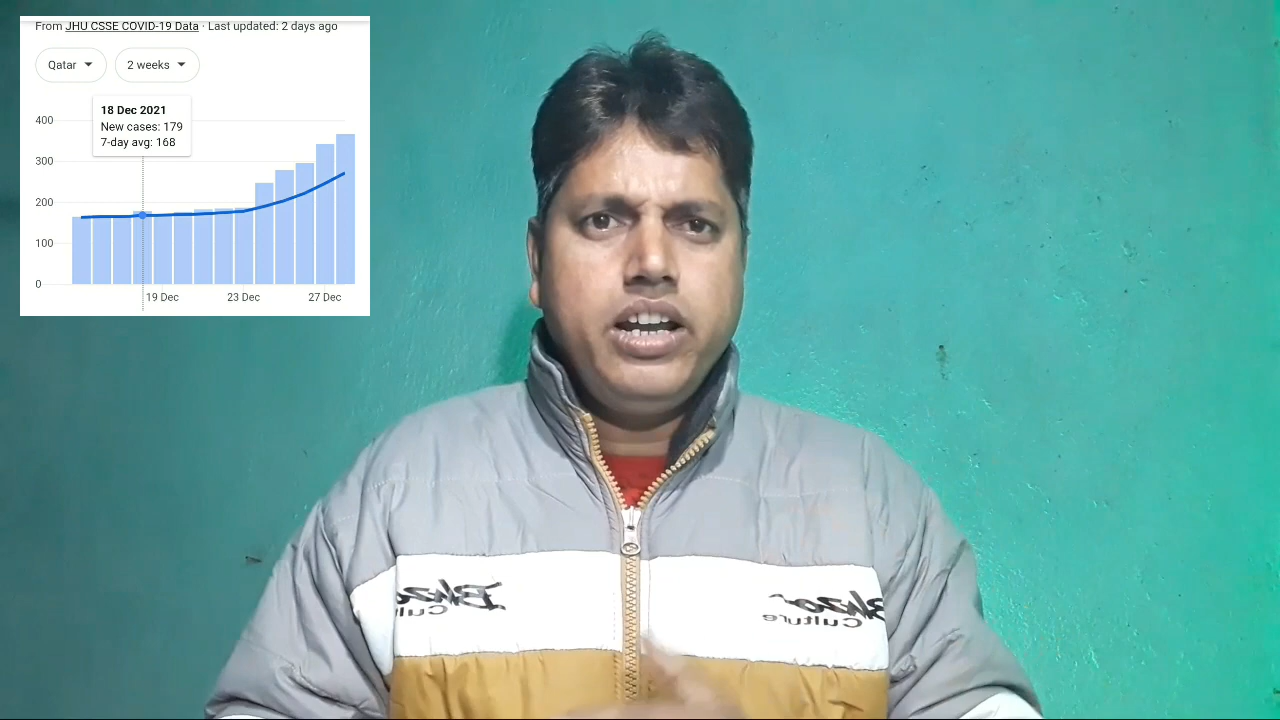 From JHU CSSE COVID-19 Data · Last updated: 2 days ago
Qatar
2 weeks
18 Dec 2021
New cases: 179
7-day avg: 168
400
300
200
100
0
19 Dec
23 Dec
27 Dec
Culture